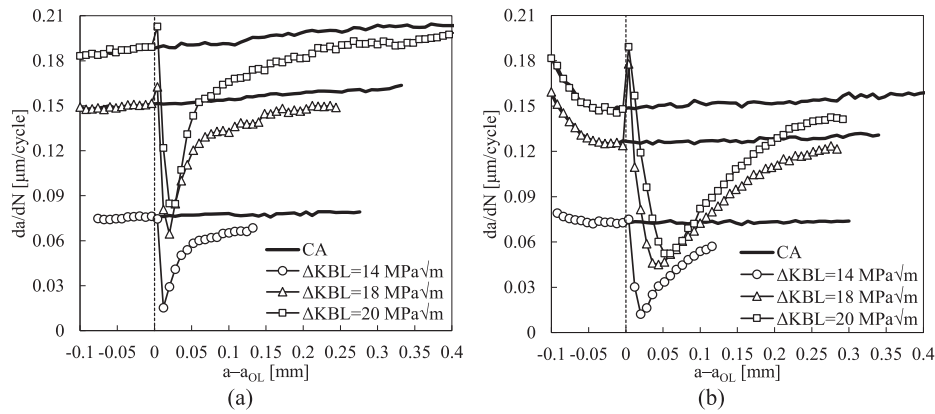 0.21
0.18
0.15
0.12
0.09
0.06
0.03
0
da/dN [µm/cycle]
CA
ΔKBL=14 MPa√m
ΔKBL=18 MPa√m
ΔKBL=20 MPa√m
-0.1 -0.05 0 0.05 0.1 0.15 0.2 0.25 0.3 0.35 0.4
a–aOL [mm]
(a)
0.21
0.18
0.15
0.12
0.09
0.06
0.03
0
da/dN [µm/cycle]
CA
ΔKBL=14 MPa√m
ΔKBL=18 MPa√m
ΔKBL=20 MPa√m
-0.1 -0.05 0 0.05 0.1 0.15 0.2 0.25 0.3 0.35 0.4
a–aOL [mm]
(b)